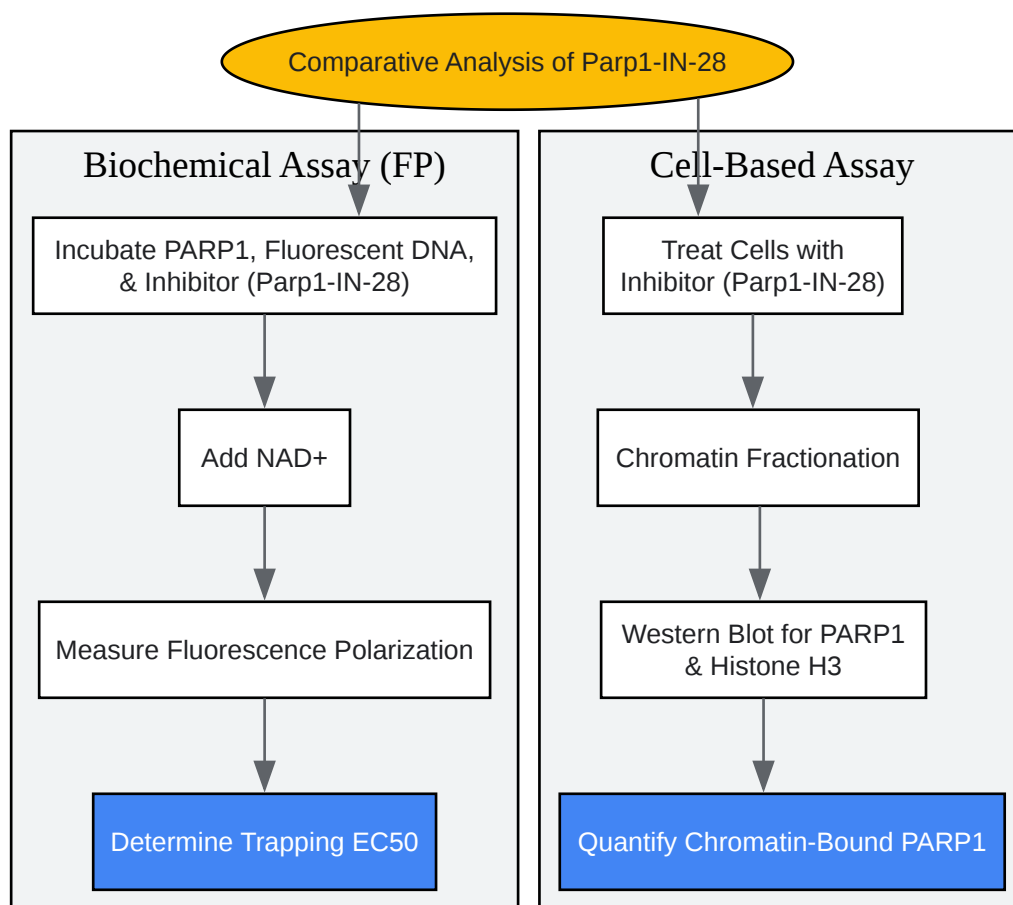 Comparative Analysis of Parp1-IN-28
Biochemical Assay (FP)
Incubate PARP1, Fluorescent DNA,
& Inhibitor (Parp1-IN-28)
Add NAD+
Measure Fluorescence Polarization
Determine Trapping EC50
Cell-Based Assay
Treat Cells with
Inhibitor (Parp1-IN-28)
Chromatin Fractionation
Western Blot for PARP1
& Histone H3
Quantify Chromatin-Bound PARP1